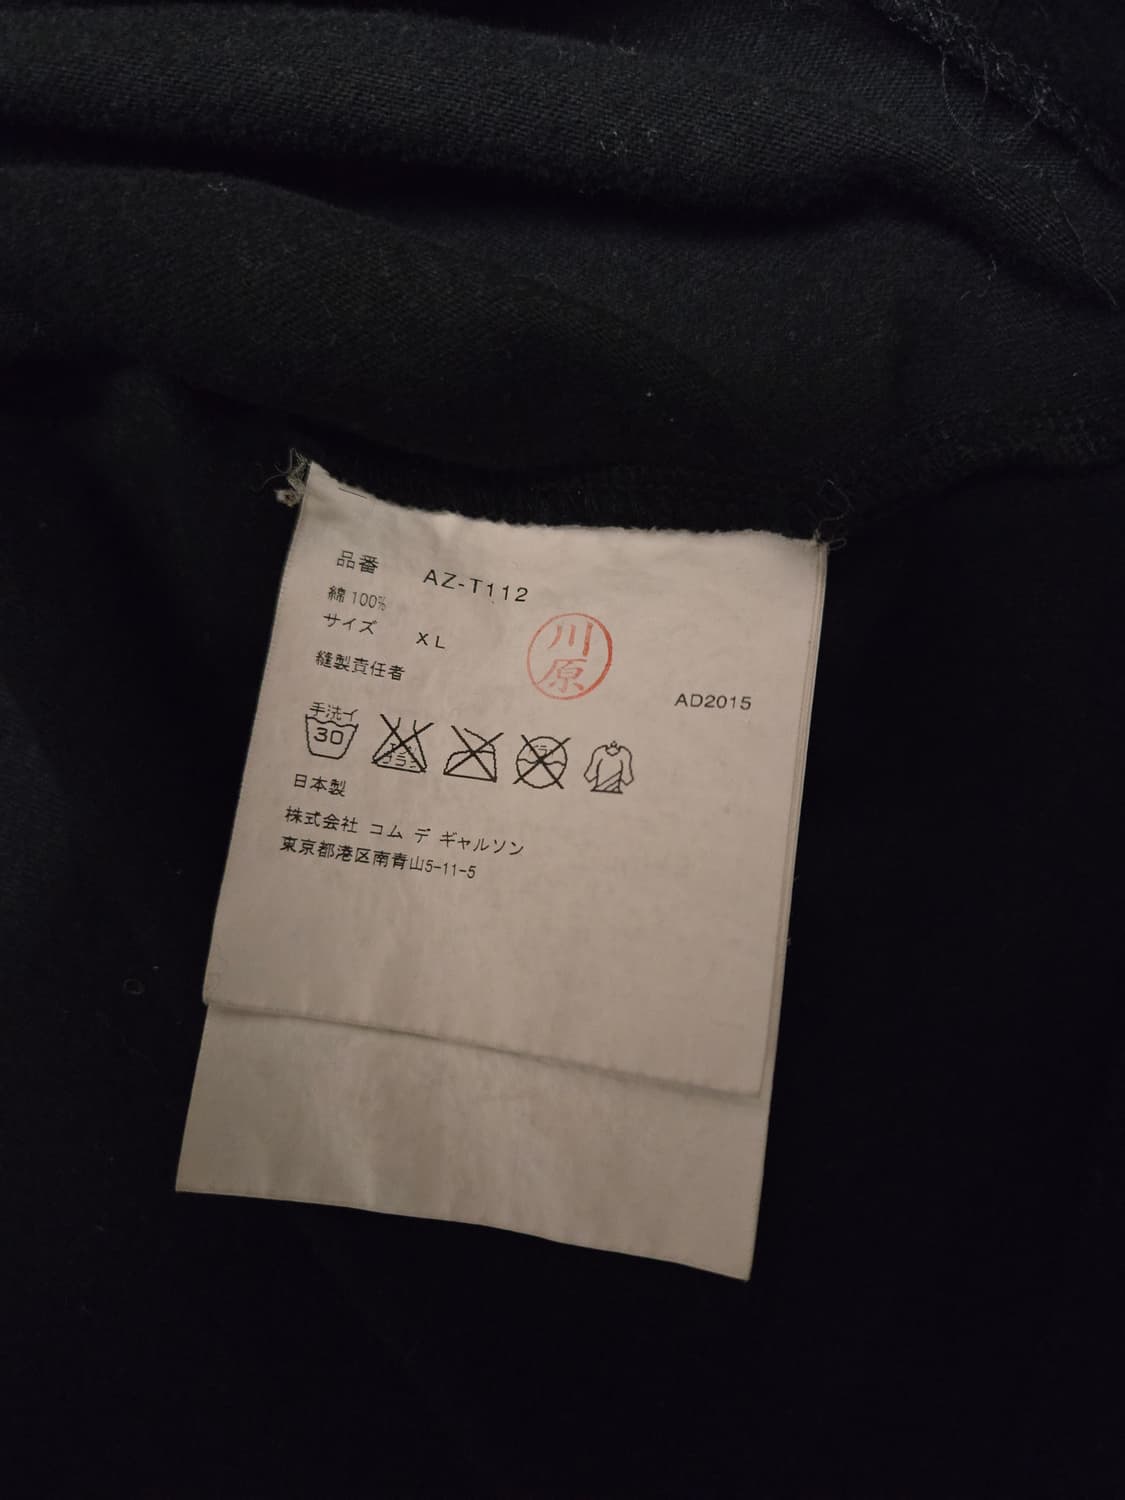 品番 AZ-T112
綿 100%
サイズ XL
縫製責任者
川原
AD2015
手洗イ
30
日本製
株式会社 コム デ ギャルソン
東京都港区南青山5-11-5